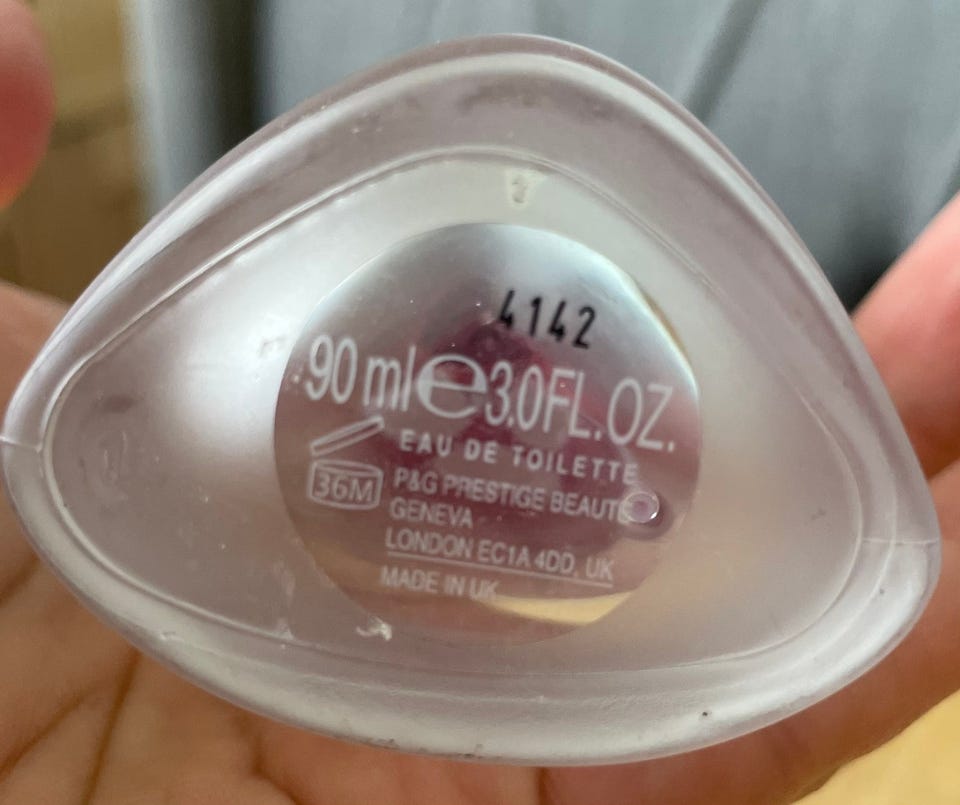 4142
90 ml e 3.0FL.OZ.
EAU DE TOILETTE
36M
P&G PRESTIGE BEAUTE
GENEVA
LONDON EC1A 4DD, UK
MADE IN UK